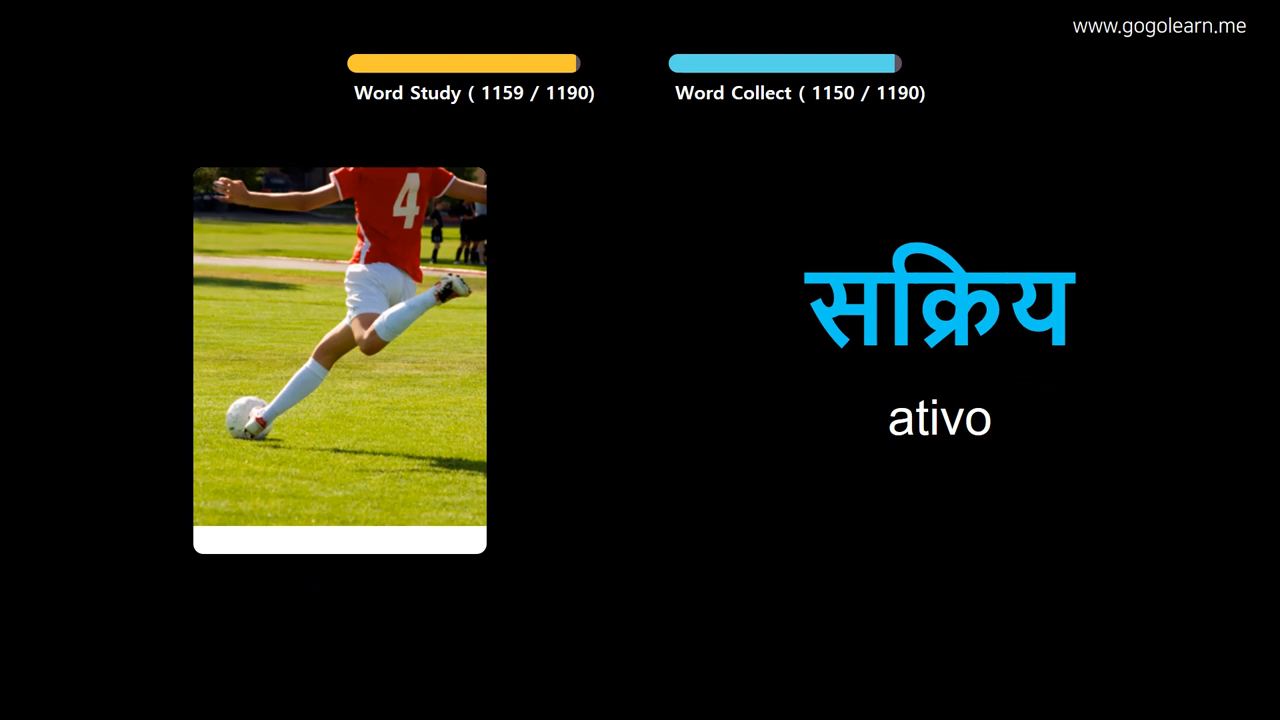 www.gogolearn.me
Word Study ( 1159 / 1190)
Word Collect ( 1150 / 1190)
4
सक्रिय
ativo